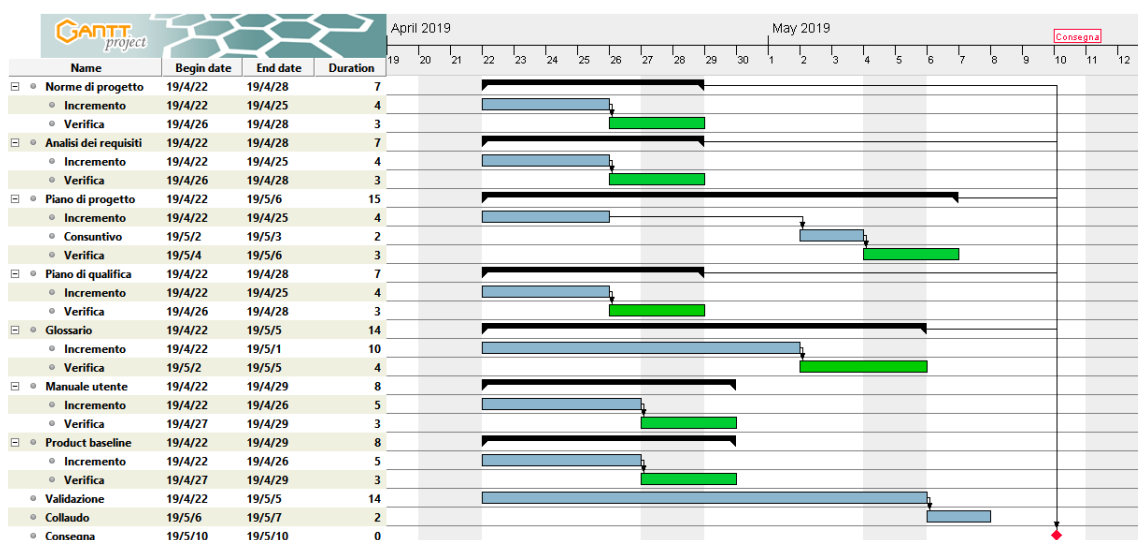 GANTT
project
April 2019 May 2019
Consegna
19 20 21 22 23 24 25 26 27 28 29 30 1 2 3 4 5 6 7 8 9 10 11 12
Name Begin date End date Duration
Norme di progetto 19/4/22 19/4/28 7
Incremento 19/4/22 19/4/25 4
Verifica 19/4/26 19/4/28 3
Analisi dei requisiti 19/4/22 19/4/28 7
Incremento 19/4/22 19/4/25 4
Verifica 19/4/26 19/4/28 3
Piano di progetto 19/4/22 19/5/6 15
Incremento 19/4/22 19/4/25 4
Consuntivo 19/5/2 19/5/3 2
Verifica 19/5/4 19/5/6 3
Piano di qualifica 19/4/22 19/4/28 7
Incremento 19/4/22 19/4/25 4
Verifica 19/4/26 19/4/28 3
Glossario 19/4/22 19/5/5 14
Incremento 19/4/22 19/5/1 10
Verifica 19/5/2 19/5/5 4
Manuale utente 19/4/22 19/4/29 8
Incremento 19/4/22 19/4/26 5
Verifica 19/4/27 19/4/29 3
Product baseline 19/4/22 19/4/29 8
Incremento 19/4/22 19/4/26 5
Verifica 19/4/27 19/4/29 3
Validazione 19/4/22 19/5/5 14
Collaudo 19/5/6 19/5/7 2
Consegna 19/5/10 19/5/10 0